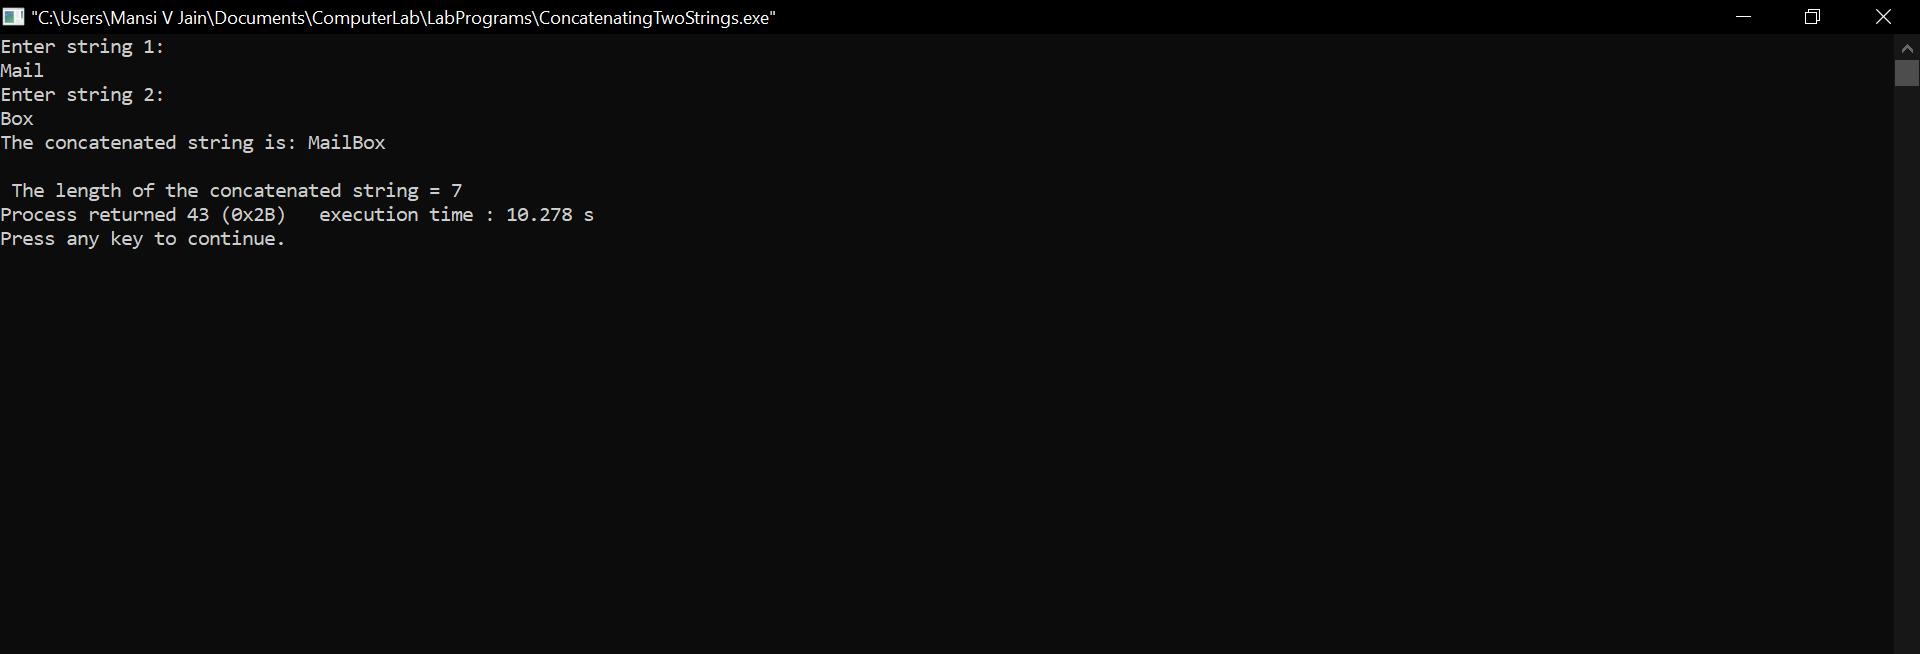 "C:\Users\Mansi V Jain\Documents\ComputerLab\LabPrograms\ConcatenatingTwoStrings.exe"
Enter string 1:
Mail
Enter string 2:
Box
The concatenated string is: MailBox
The length of the concatenated string = 7
Process returned 43 (0x2B)   execution time : 10.278 s
Press any key to continue.